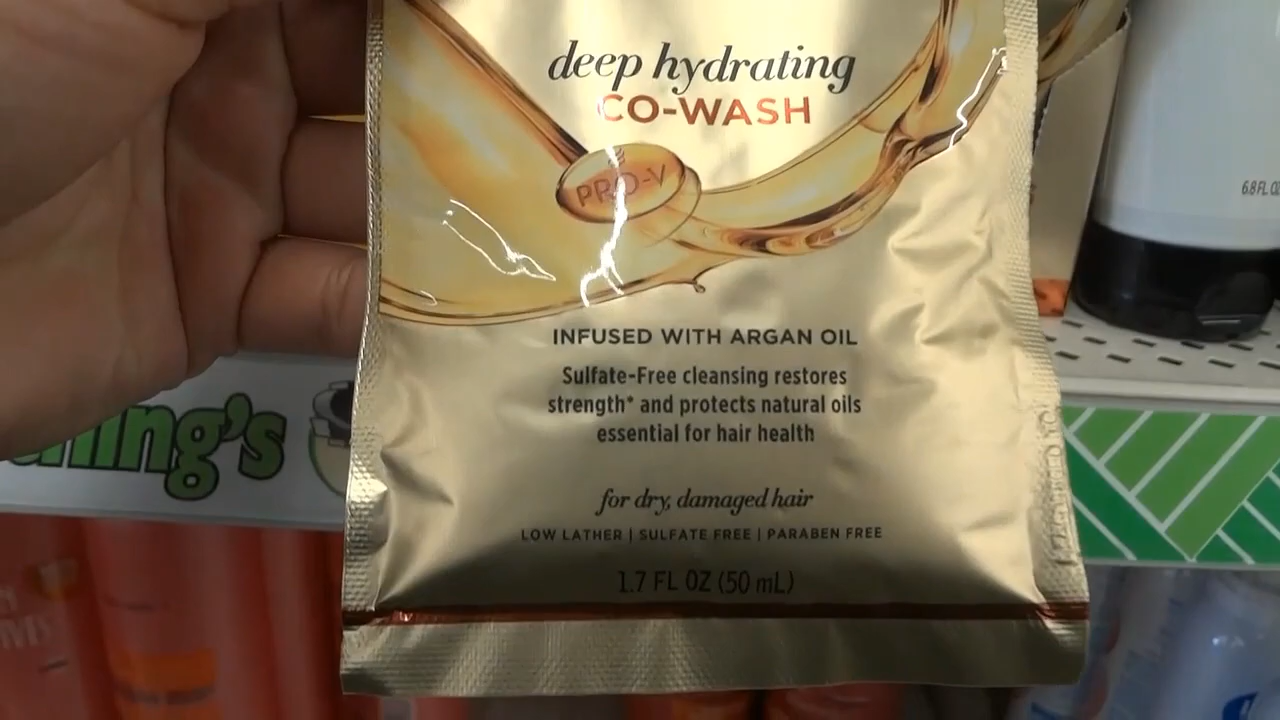 deep hydrating
CO-WASH
PRO-V
INFUSED WITH ARGAN OIL
Sulfate-Free cleansing restores
strength* and protects natural oils
essential for hair health
for dry, damaged hair
LOW LATHER | SULFATE FREE | PARABEN FREE
1.7 FL OZ (50 mL)
6.8 FL OZ